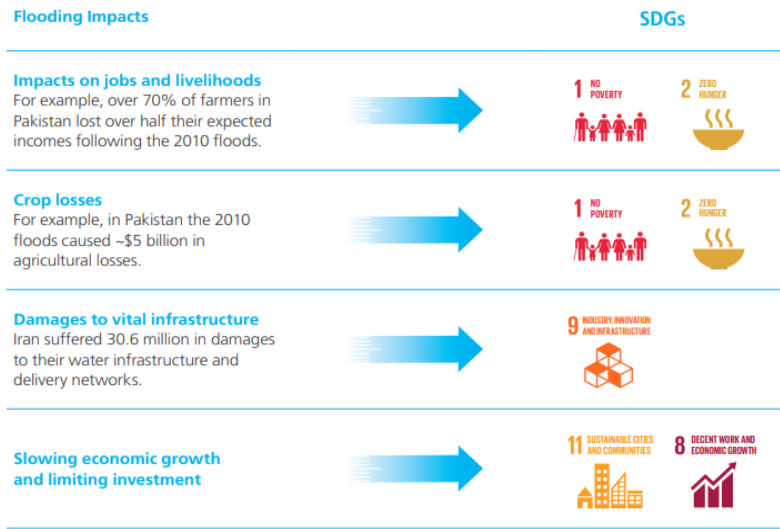 Flooding Impacts
SDGs
Impacts on jobs and livelihoods
For example, over 70% of farmers in
Pakistan lost over half their expected
incomes following the 2010 floods.
1 NO
POVERTY
2 ZERO
HUNGER
Crop losses
For example, in Pakistan the 2010
floods caused ~$5 billion in
agricultural losses.
1 NO
POVERTY
2 ZERO
HUNGER
Damages to vital infrastructure
Iran suffered 30.6 million in damages
to their water infrastructure and
delivery networks.
9 INDUSTRY, INNOVATION
AND INFRASTRUCTURE
Slowing economic growth
and limiting investment
11 SUSTAINABLE CITIES
AND COMMUNITIES
8 DECENT WORK AND
ECONOMIC GROWTH